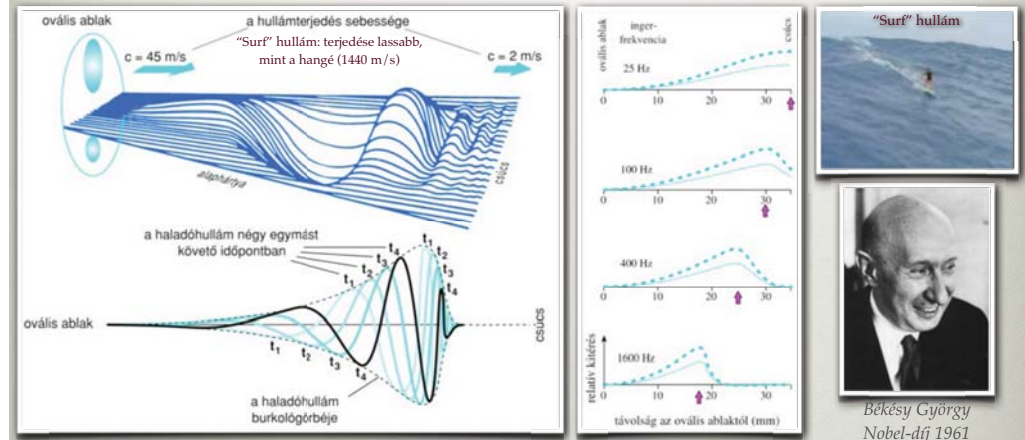 ovális ablak
a hullámterjedés sebessége
c = 45 m/s
"Surf" hullám: terjedése lassabb,
mint a hangé (1440 m/s)
c = 2 m/s
alaphártya
csúcs
a haladóhullám négy egymást
követő időpontban
t₁ t₂ t₃ t₄
t₁
t₂
t₃
t₄
t₁ t₂ t₃ t₄
ovális ablak
csúcs
a haladóhullám
burkológörbéje
ovális ablak
inger-
frekvencia
csúcs
25 Hz
0 10 20 30
100 Hz
0 10 20 30
400 Hz
0 10 20 30
relatív kitérés
1600 Hz
0 10 20 30
távolság az ovális ablaktól (mm)
"Surf" hullám
Békésy György
Nobel-díj 1961